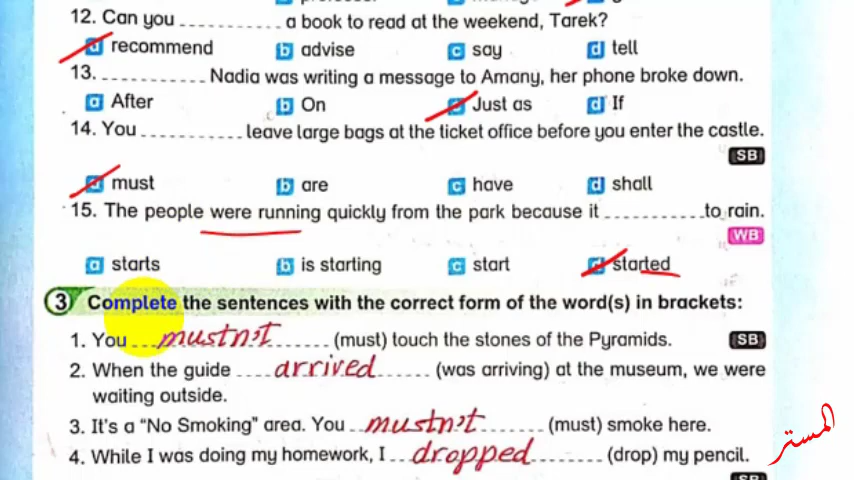 12. Can you ___________ a book to read at the weekend, Tarek?
a recommend b advise c say d tell
13. ___________ Nadia was writing a message to Amany, her phone broke down.
a After b On c Just as d If
14. You ___________ leave large bags at the ticket office before you enter the castle.
SB
a must b are c have d shall
15. The people were running quickly from the park because it ___________ to rain.
WB
a starts b is starting c start d started
3 Complete the sentences with the correct form of the word(s) in brackets:
1. You mustn't (must) touch the stones of the Pyramids. SB
2. When the guide arrived (was arriving) at the museum, we were
waiting outside.
3. It's a “No Smoking” area. You mustn't (must) smoke here.
4. While I was doing my homework, I dropped (drop) my pencil.
المستر